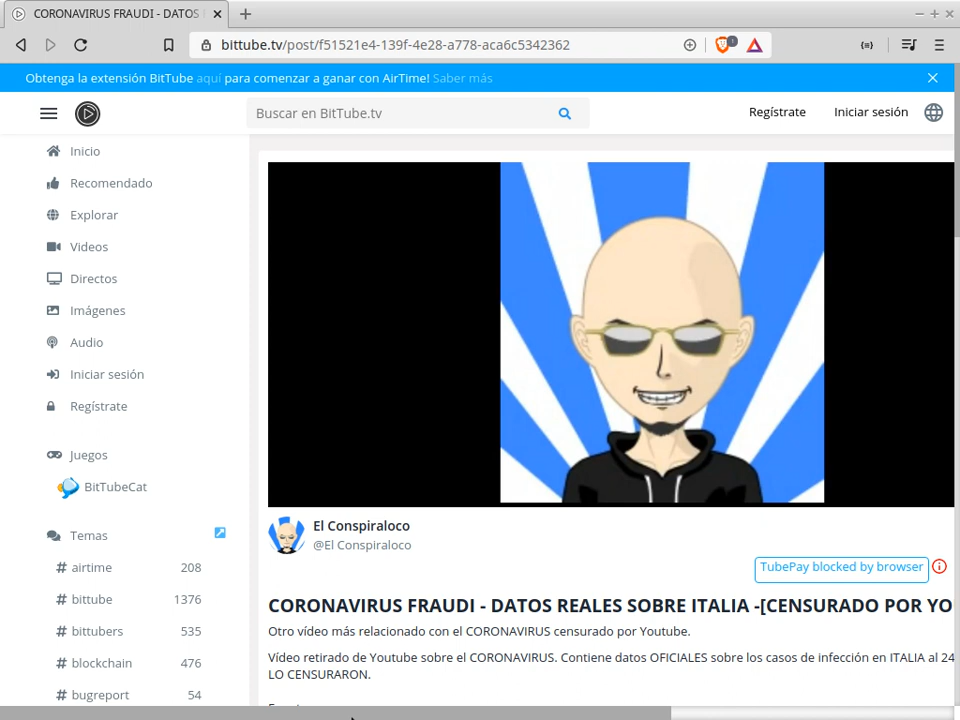 CORONAVIRUS FRAUDI - DATOS
bittube.tv/post/f51521e4-139f-4e28-a778-aca6c5342362
1
Obtenga la extensión BitTube aquí para comenzar a ganar con AirTime! Saber más
Buscar en BitTube.tv
Regístrate
Iniciar sesión
Inicio
Recomendado
Explorar
Videos
Directos
Imágenes
Audio
Iniciar sesión
Regístrate
Juegos
BitTubeCat
Temas
# airtime 208
# bittube 1376
# bittubers 535
# blockchain 476
# bugreport 54
El Conspiraloco
@El Conspiraloco
TubePay blocked by browser
CORONAVIRUS FRAUDI - DATOS REALES SOBRE ITALIA -[CENSURADO POR YO
Otro vídeo más relacionado con el CORONAVIRUS censurado por Youtube.
Vídeo retirado de Youtube sobre el CORONAVIRUS. Contiene datos OFICIALES sobre los casos de infección en ITALIA al 24
LO CENSURARON.